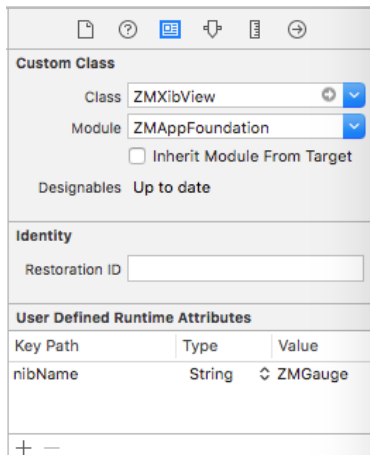 Custom Class
Class ZMXibView
Module ZMAppFoundation
Inherit Module From Target
Designables Up to date
Identity
Restoration ID
User Defined Runtime Attributes
Key Path Type Value
nibName String ZMGauge